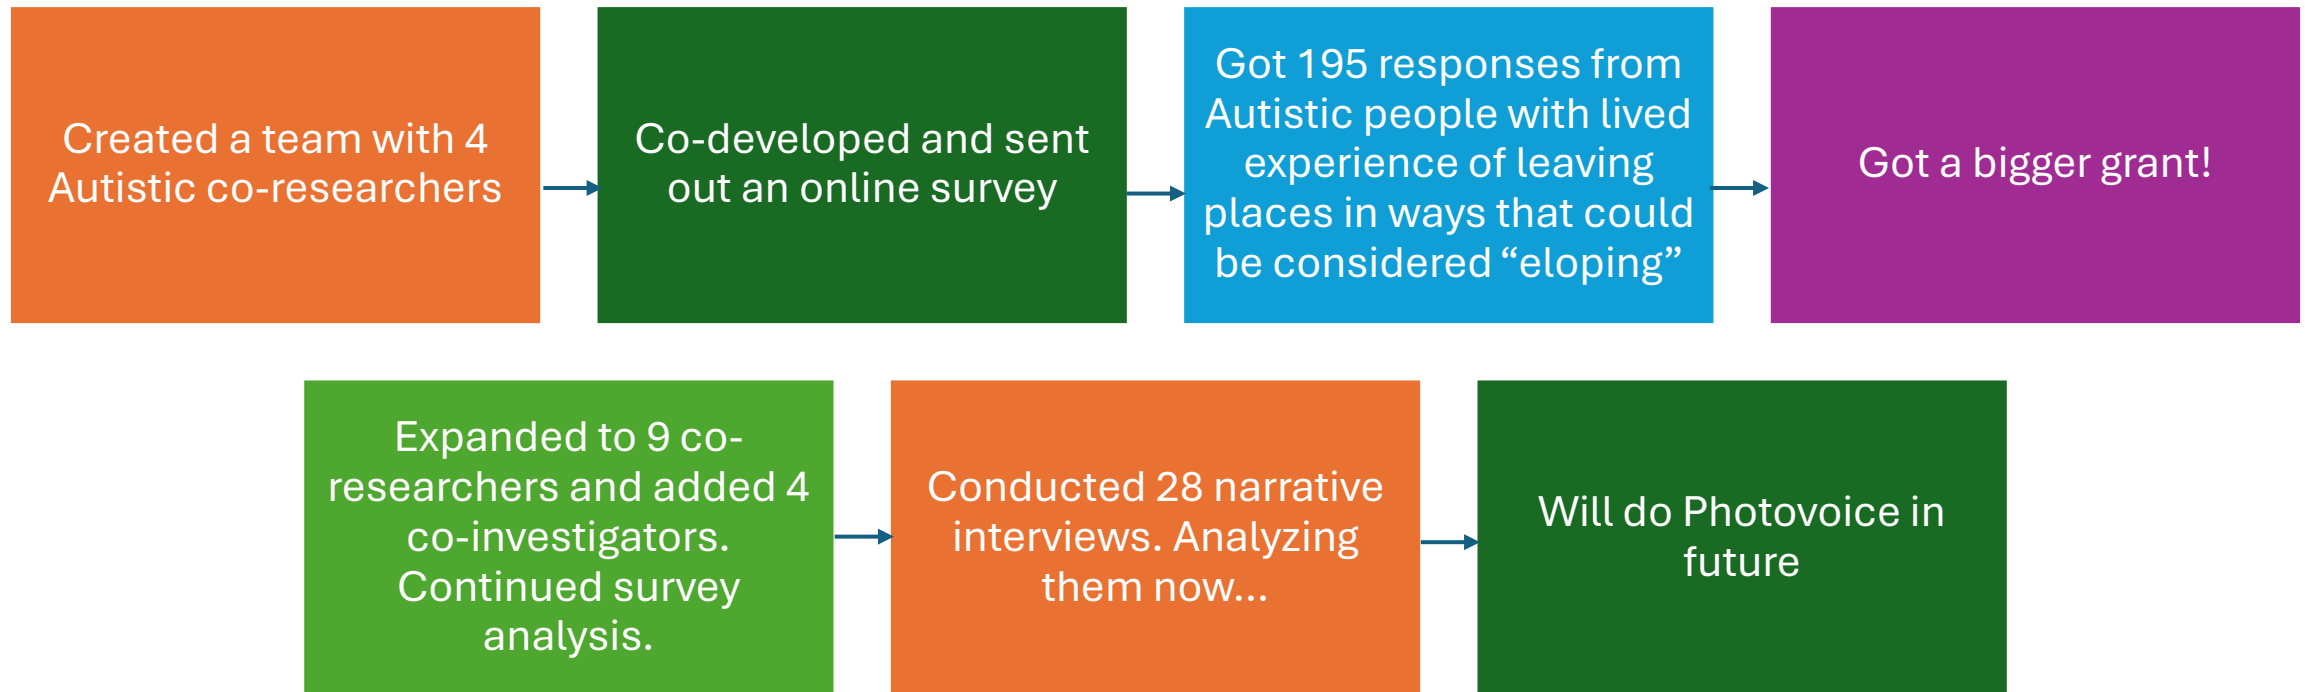 Created a team with 4
Autistic co-researchers
Co-developed and sent
out an online survey
Got 195 responses from
Autistic people with lived
experience of leaving
places in ways that could
be considered “eloping”
Got a bigger grant!
Expanded to 9 co-
researchers and added 4
co-investigators.
Continued survey
analysis.
Conducted 28 narrative
interviews. Analyzing
them now...
Will do Photovoice in
future